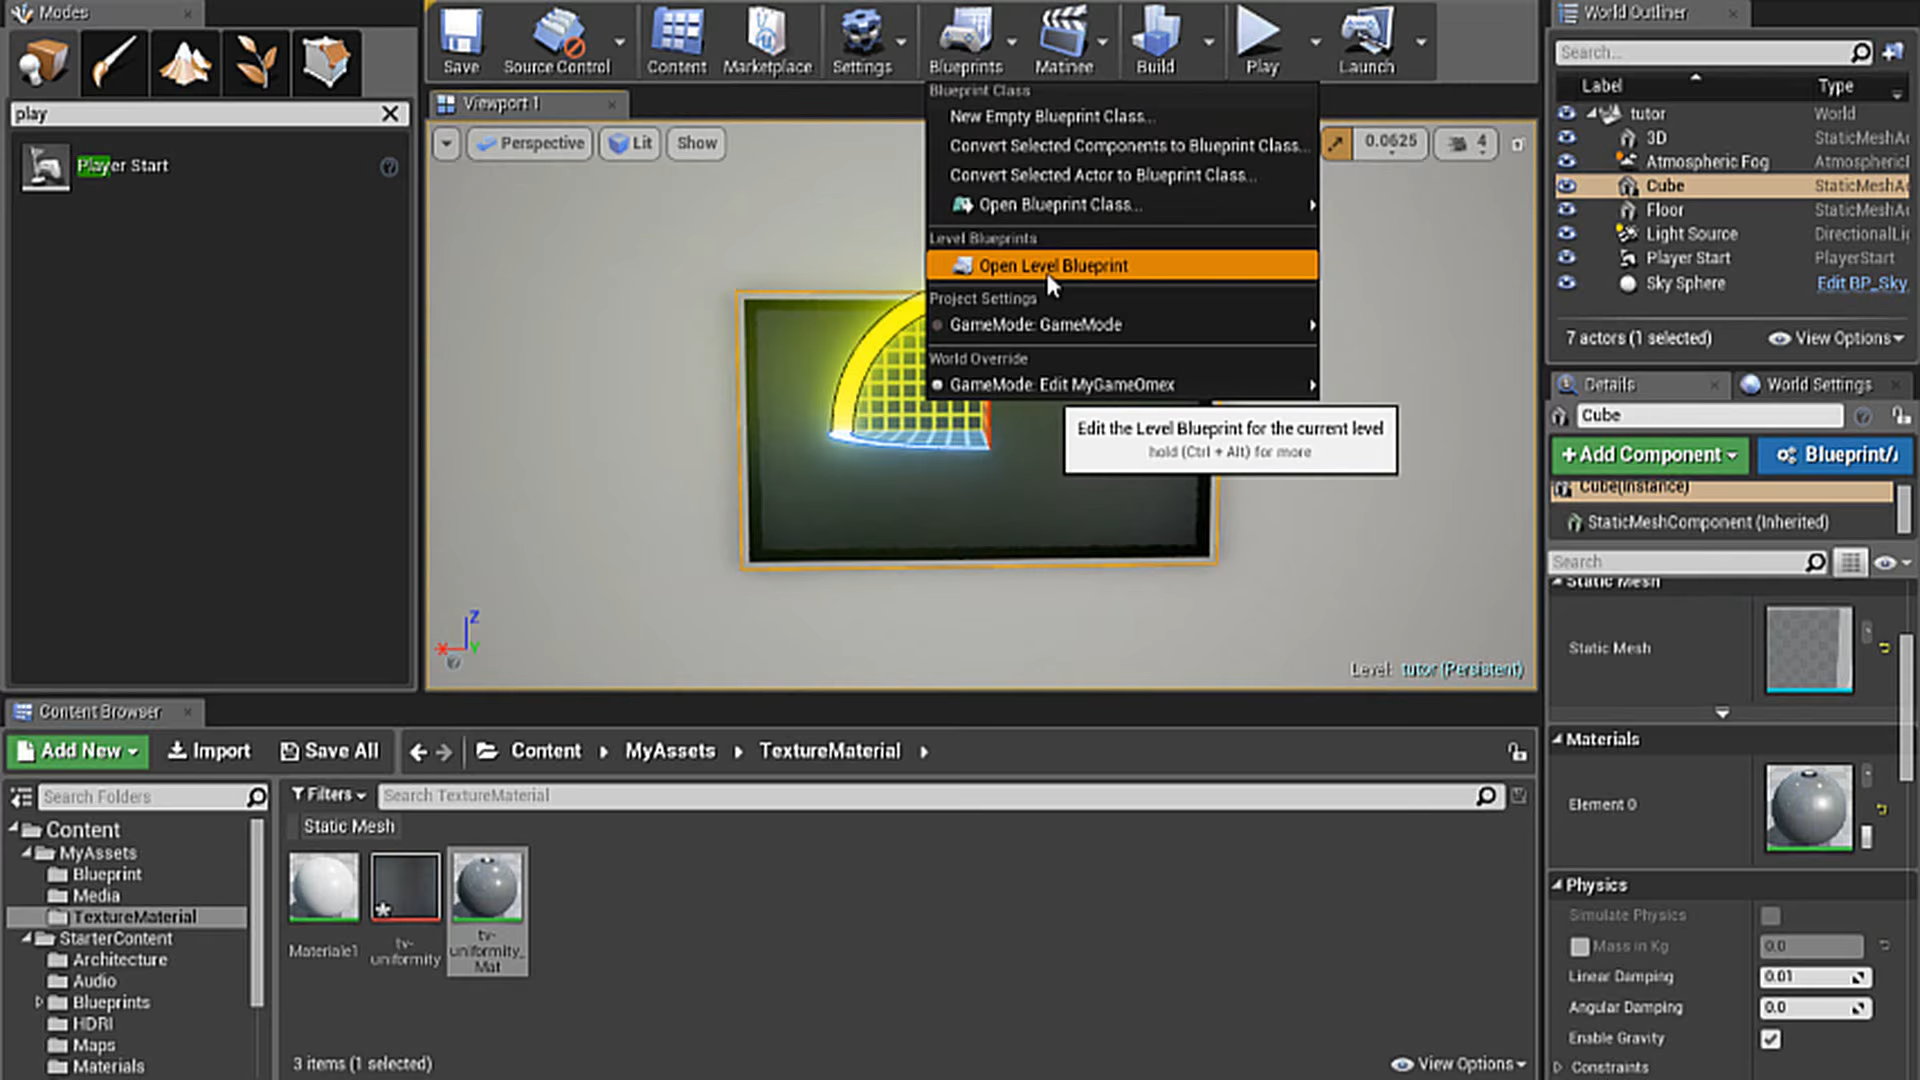 Modes
Save
Source Control
Content
Marketplace
Settings
Blueprints
Matinee
Build
Play
Launch
play
Player Start
Viewport 1
Perspective
Lit
Show
0.0625
4
Blueprint Class
New Empty Blueprint Class...
Convert Selected Components to Blueprint Class...
Convert Selected Actor to Blueprint Class...
Open Blueprint Class...
Level Blueprints
Open Level Blueprint
Project Settings
GameMode: GameMode
World Override
GameMode: Edit MyGameOmex
Edit the Level Blueprint for the current level
hold (Ctrl + Alt) for more
Z
X
Y
Level: tutor (Persistent)
World Outliner
Search...
Label
Type
tutor
World
3D
StaticMeshA
Atmospheric Fog
Atmospheric
Cube
StaticMeshA
Floor
StaticMeshA
Light Source
DirectionalLi
Player Start
PlayerStart
Sky Sphere
Edit BP_Sky
7 actors (1 selected)
View Options
Details
World Settings
Cube
+Add Component
Blueprint/
Cube(Instance)
StaticMeshComponent (Inherited)
Search
Static Mesh
Static Mesh
Materials
Element 0
Physics
Simulate Physics
Mass in Kg
0.0
Linear Damping
0.01
Angular Damping
0.0
Enable Gravity
Constraints
Content Browser
Add New
Import
Save All
Content
MyAssets
TextureMaterial
Search Folders
Filters
Search TextureMaterial
Static Mesh
Content
MyAssets
Blueprint
Media
TextureMaterial
StarterContent
Architecture
Audio
Blueprints
HDRI
Maps
Materials
Materiale1
tv-
uniformity
tv-
uniformity_
Mat
3 items (1 selected)
View Options